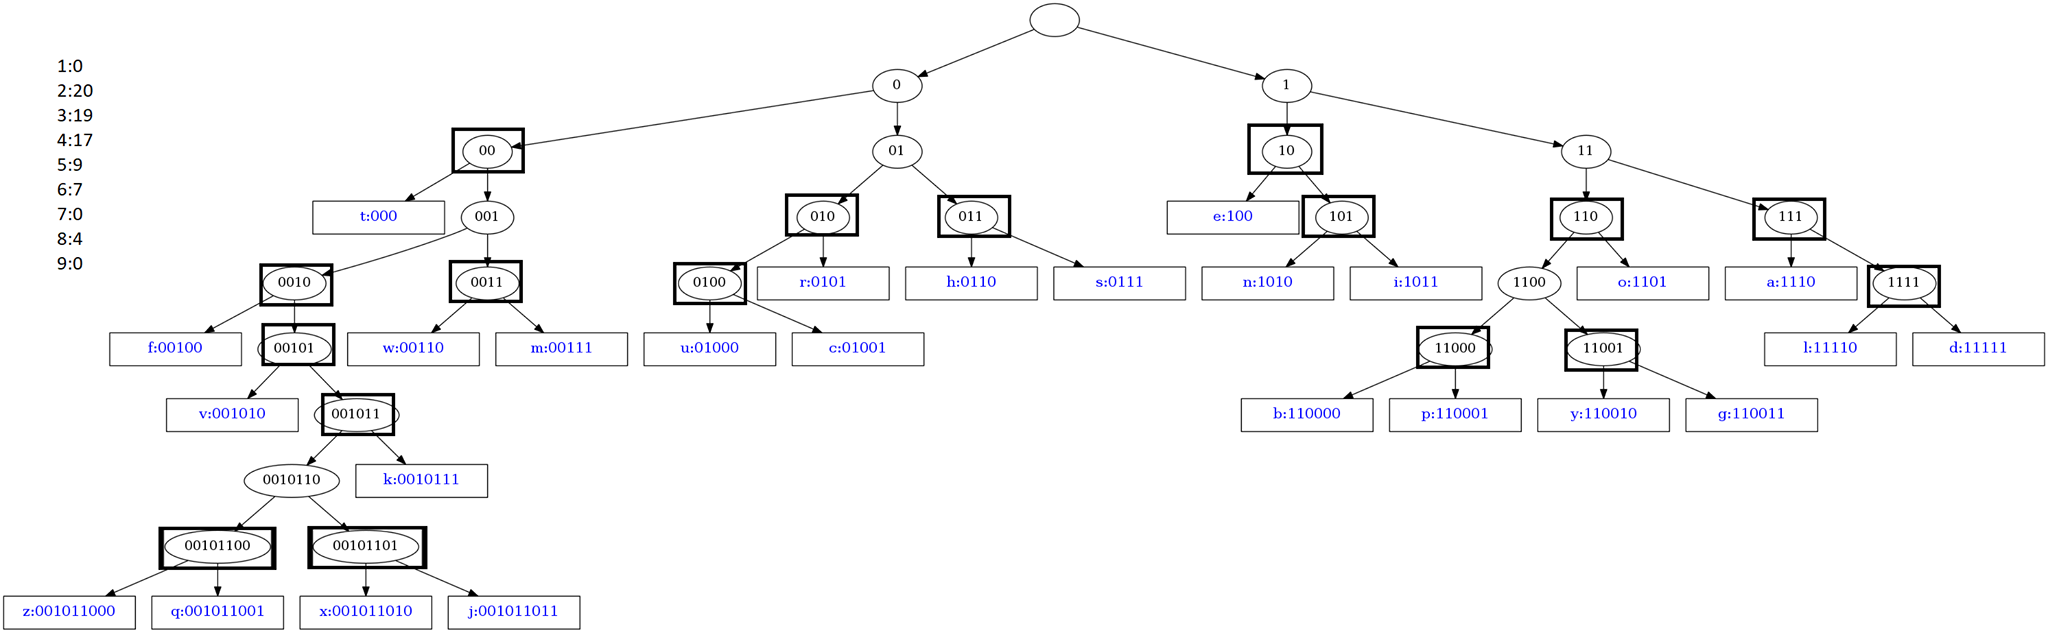 1:0
2:20
3:19
4:17
5:9
6:7
7:0
8:4
9:0
0
1
00
01
10
11
t:000
001
010
011
e:100
101
110
111
0010
0011
0100
r:0101
h:0110
s:0111
n:1010
i:1011
1100
o:1101
a:1110
1111
f:00100
00101
w:00110
m:00111
u:01000
c:01001
11000
11001
l:11110
d:11111
v:001010
001011
b:110000
p:110001
y:110010
g:110011
0010110
k:0010111
00101100
00101101
z:001011000
q:001011001
x:001011010
j:001011011